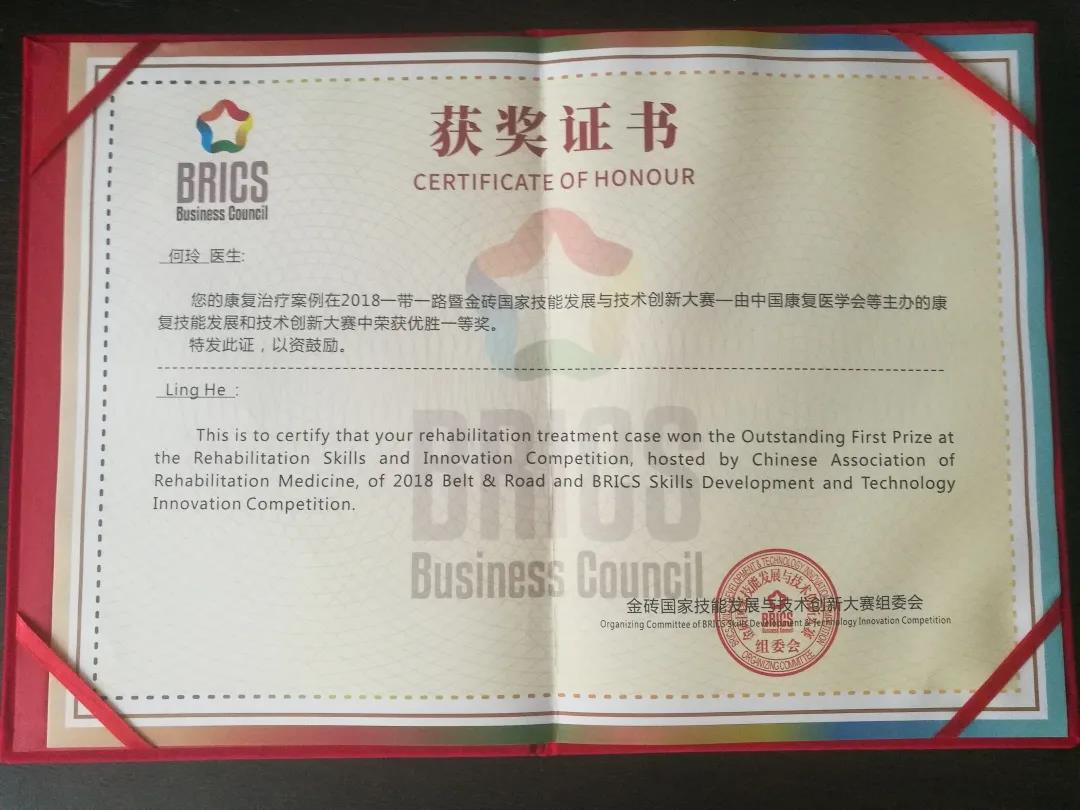 BRICS
Business Council
获奖证书
CERTIFICATE OF HONOUR
何玲 医生:
您的康复治疗案例在2018一带一路暨金砖国家技能发展与技术创新大赛—由中国康复医学会等主办的康
复技能发展和技术创新大赛中荣获优胜一等奖。
特发此证，以资鼓励。
Ling He :
This is to certify that your rehabilitation treatment case won the Outstanding First Prize at
the Rehabilitation Skills and Innovation Competition, hosted by Chinese Association of
Rehabilitation Medicine, of 2018 Belt & Road and BRICS Skills Development and Technology
Innovation Competition.
BRICS
Business Council
金砖国家技能发展与技术创新大赛组委会
Organizing Committee of BRICS Skills Development & Technology Innovation Competition
BRICS
组委会
ORGANIZING COMMITTEE